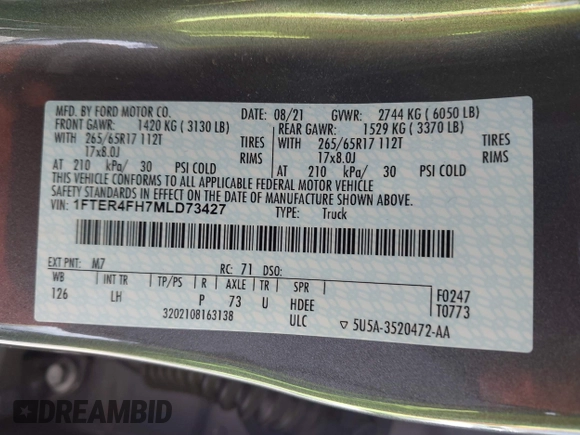 MFD. BY FORD MOTOR CO. DATE: 08/21 GVWR: 2744 KG ( 6050 LB)
FRONT GAWR: 1420 KG ( 3130 LB) REAR GAWR: 1529 KG ( 3370 LB)
WITH 265/65R17 112T TIRES WITH 265/65R17 112T TIRES
17x8.0J RIMS 17x8.0J RIMS
AT 210 kPa/ 30 PSI COLD AT 210 kPa/ 30 PSI COLD
THIS VEHICLE CONFORMS TO ALL APPLICABLE FEDERAL MOTOR VEHICLE
SAFETY STANDARDS IN EFFECT ON THE DATE OF MANUFACTURE SHOWN ABOVE.
VIN: 1FTER4FH7MLD73427 TYPE: Truck
EXT PNT: M7 RC: 71 DSO:
WB INT TR TP/PS R AXLE TR SPR
126 LH P 73 U HDEE F0247
ULC T0773
3202108163138 5U5A-3520472-AA
DREAMBID